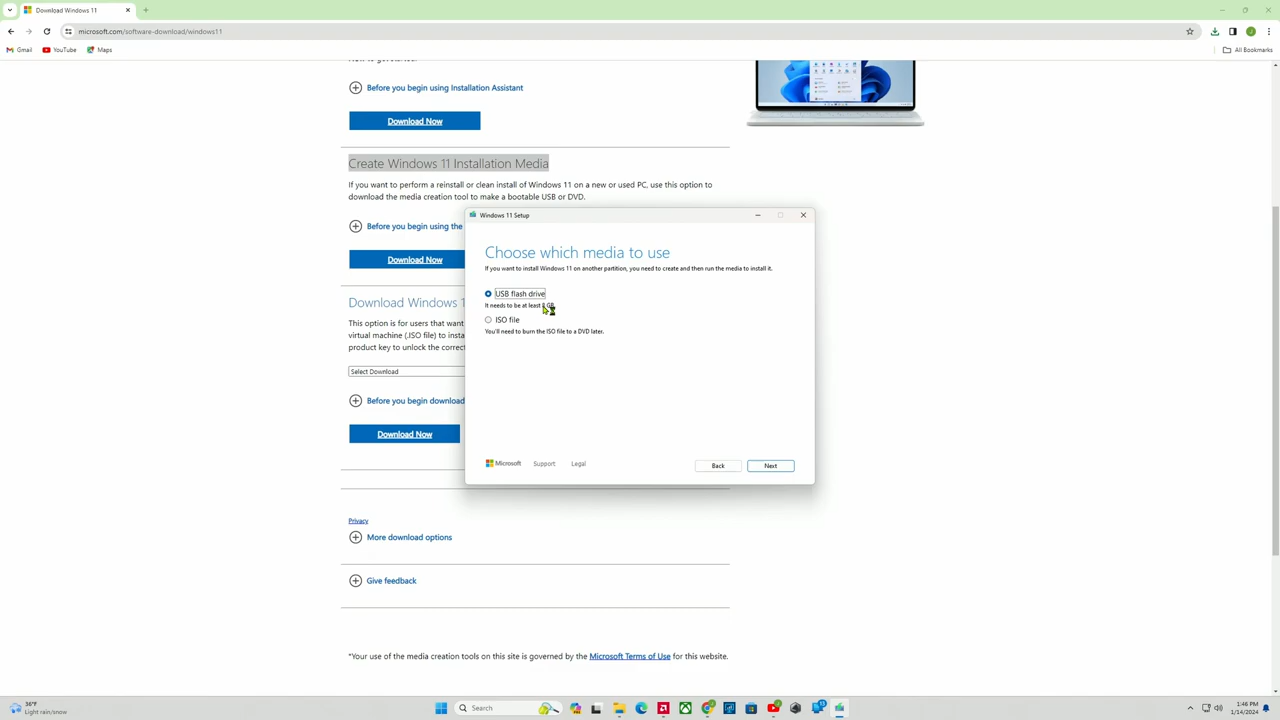 Download Windows 11
microsoft.com/software-download/windows11
Gmail
YouTube
Maps
All Bookmarks
Before you begin using Installation Assistant
Download Now
Create Windows 11 Installation Media
If you want to perform a reinstall or clean install of Windows 11 on a new or used PC, use this option to
download the media creation tool to make a bootable USB or DVD.
Before you begin using the
Download Now
Download Windows 1
This option is for users that want
virtual machine (.ISO file) to insta
product key to unlock the correct
Select Download
Before you begin download
Download Now
Windows 11 Setup
Choose which media to use
If you want to install Windows 11 on another partition, you need to create and then run the media to install it.
USB flash drive
It needs to be at least 8 GB.
ISO file
You'll need to burn the ISO file to a DVD later.
Microsoft
Support
Legal
Back
Next
Privacy
More download options
Give feedback
*Your use of the media creation tools on this site is governed by the Microsoft Terms of Use for this website.
36°F
Light rain/snow
Search
1:46 PM
1/14/2024